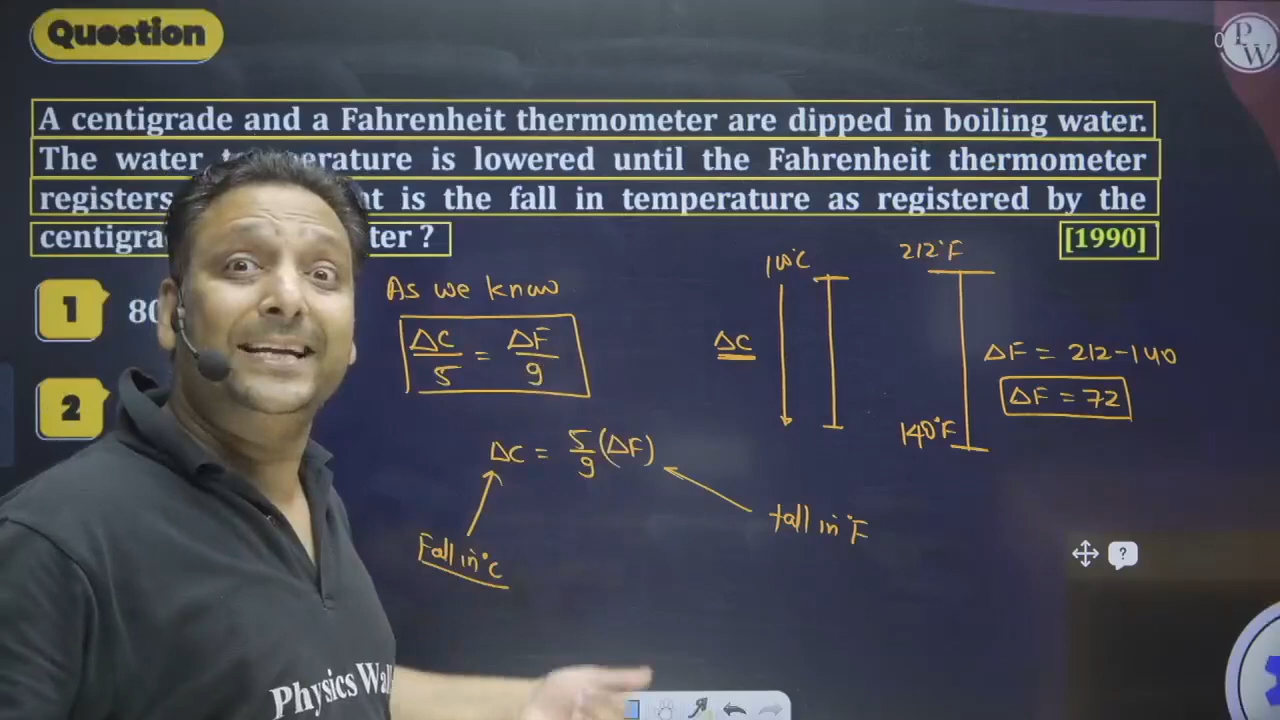 Question
PW
A centigrade and a Fahrenheit thermometer are dipped in boiling water.
The water temperature is lowered until the Fahrenheit thermometer
registers is the fall in temperature as registered by the
centigra ter ?
[1990]
1 80
2
As we know
ΔC/5 = ΔF/9
ΔC = 5/9 (ΔF)
Fall in °C
fall in °F
100°C
ΔC
212°F
140°F
ΔF = 212-140
ΔF = 72
?
Physics Wal